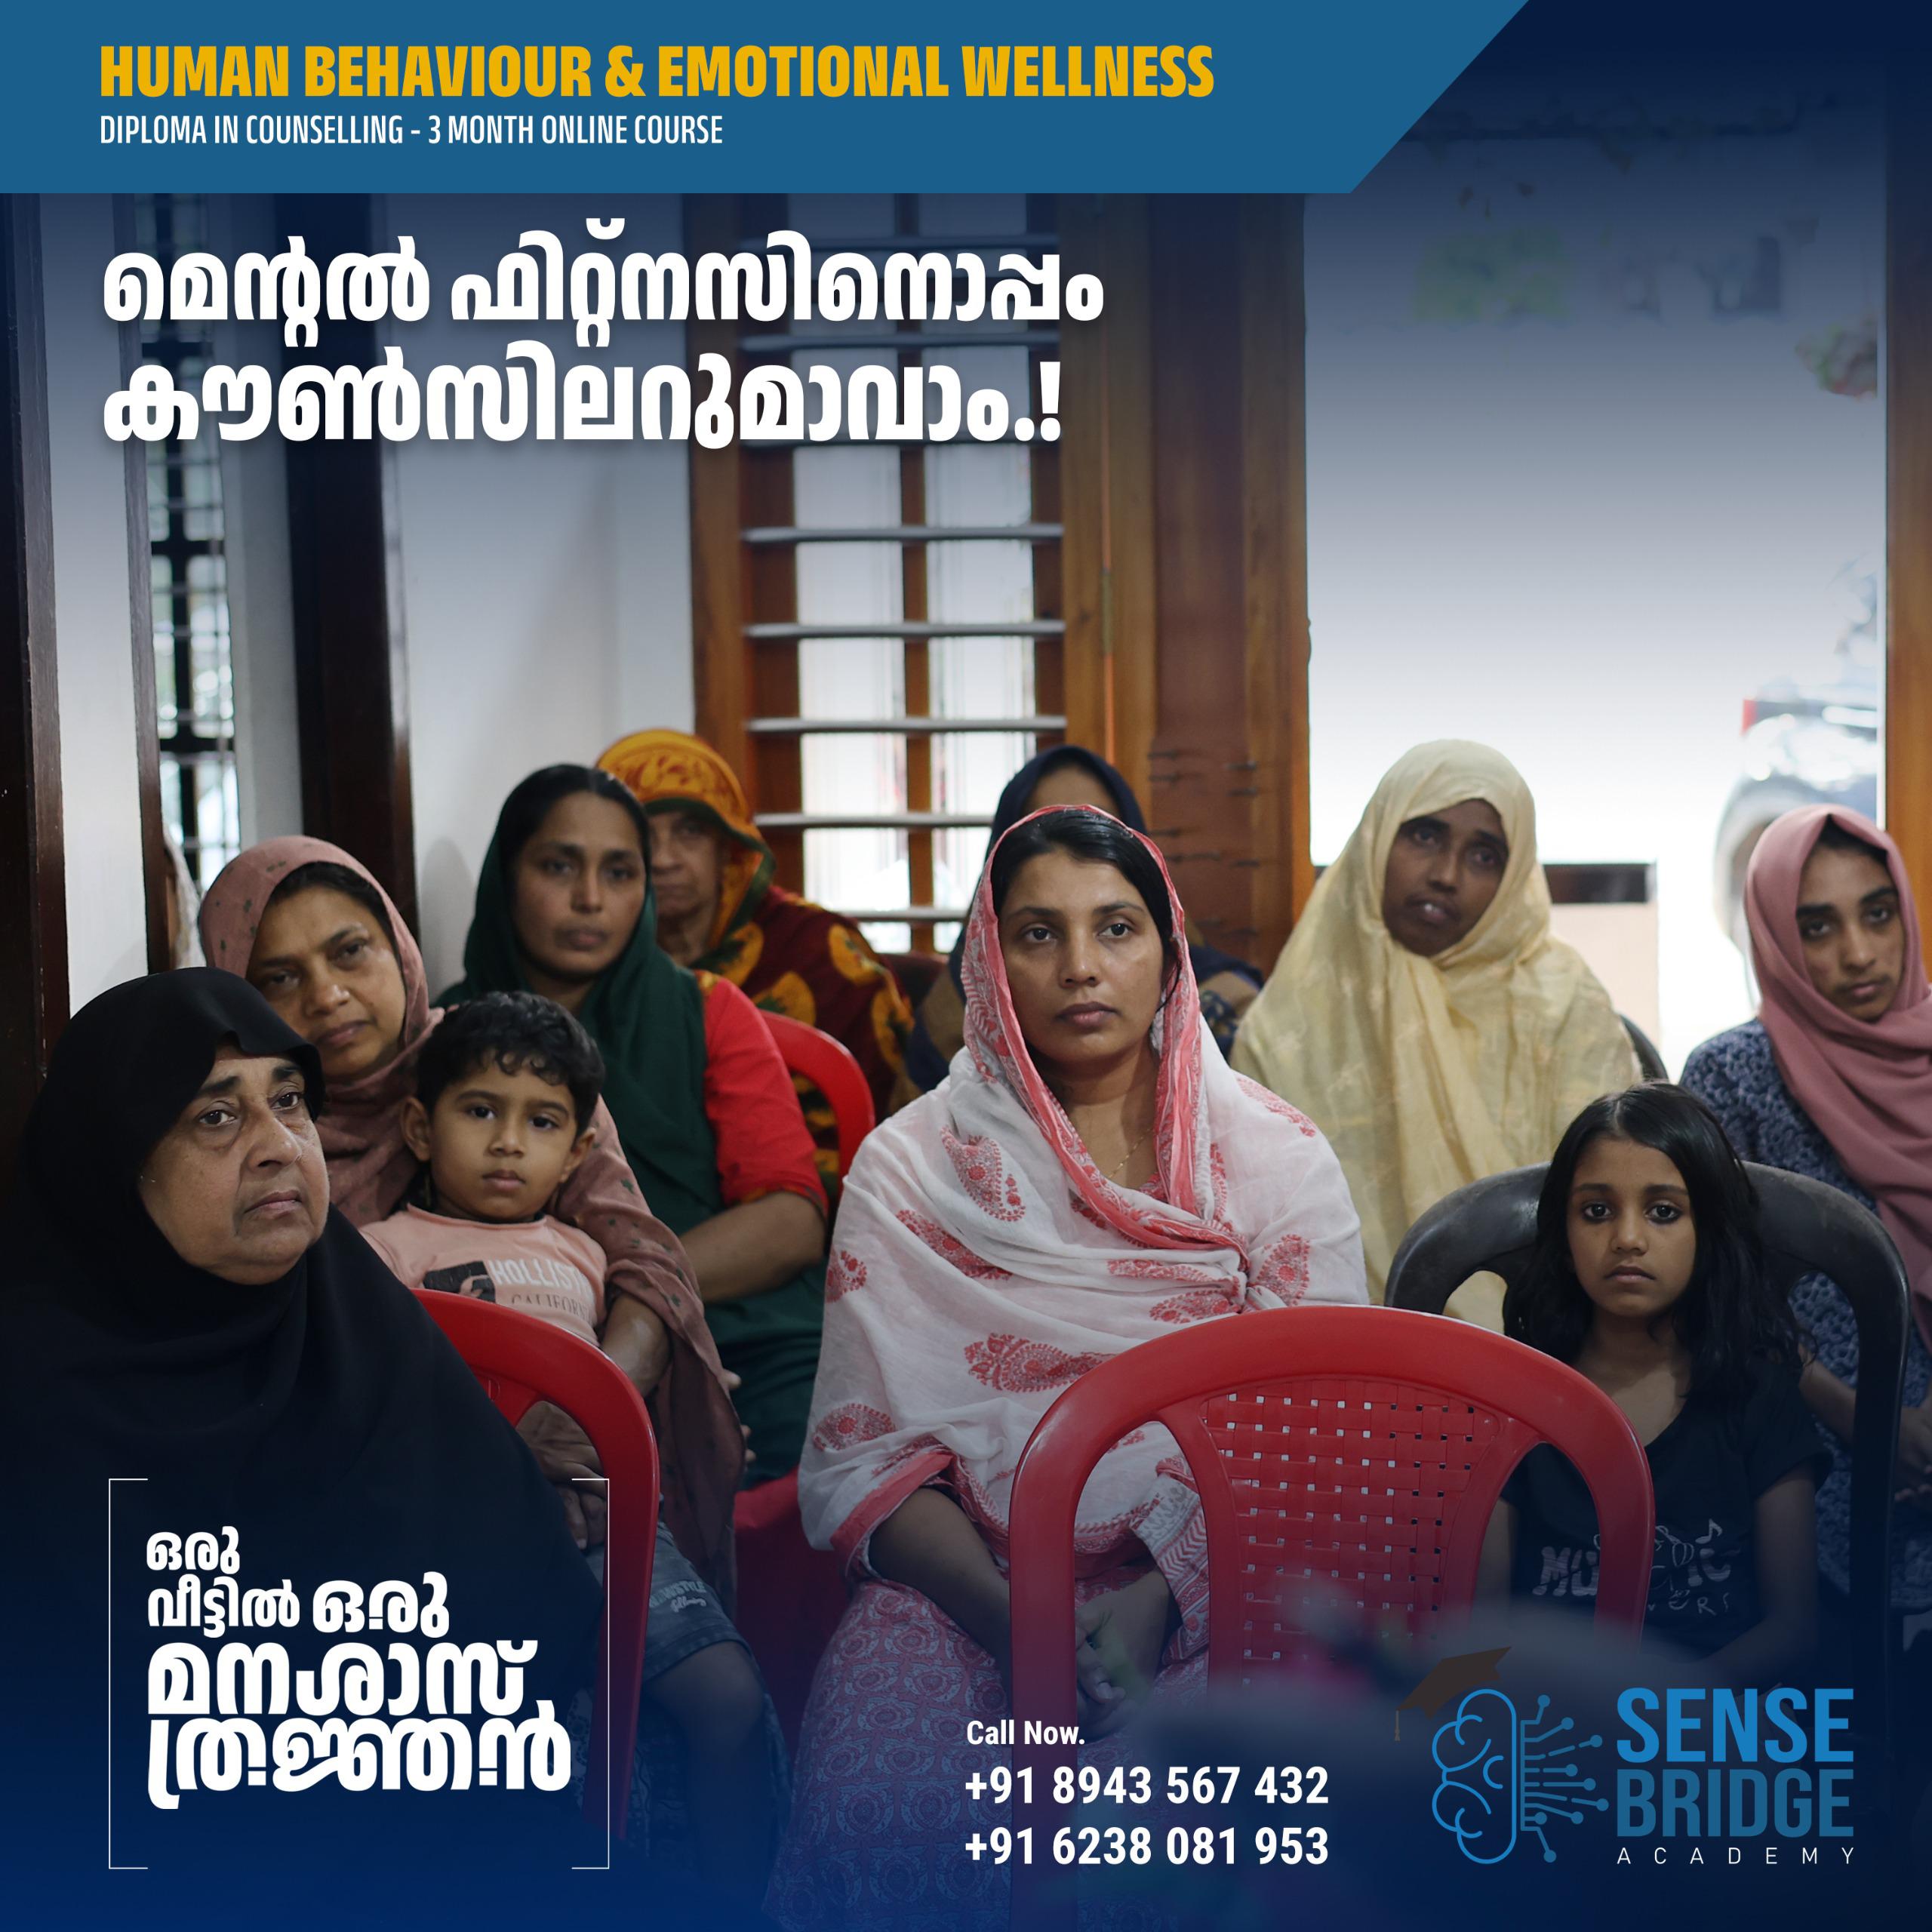 HUMAN BEHAVIOUR & EMOTIONAL WELLNESS
DIPLOMA IN COUNSELLING - 3 MONTH ONLINE COURSE
മെന്റൽ ഫിറ്റ്നസിനൊപ്പം
കൗൺസിലറുമാവാം.!
HOLLISTER
ഒരു
വീട്ടിൽ ഒരു
മനശാസ്
ത്രജ്ഞൻ
Call Now.
+91 8943 567 432
+91 6238 081 953
SENSE
BRIDGE
ACADEMY